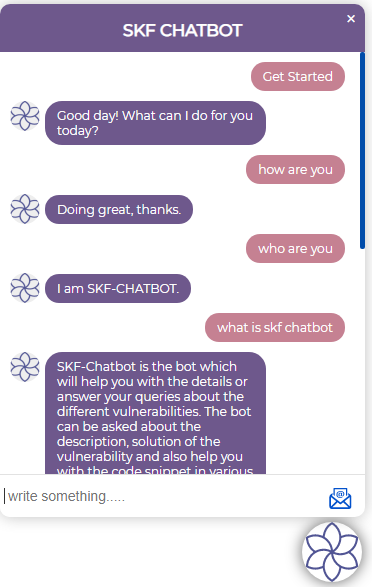 SKF CHATBOT
×
Get Started
Good day! What can I do for you
today?
how are you
Doing great, thanks.
who are you
I am SKF-CHATBOT.
what is skf chatbot
SKF-Chatbot is the bot which
will help you with the details or
answer your queries about the
different vulnerabilities. The bot
can be asked about the
description, solution of the
vulnerability and also help you
with the code snippet in various
write something.....